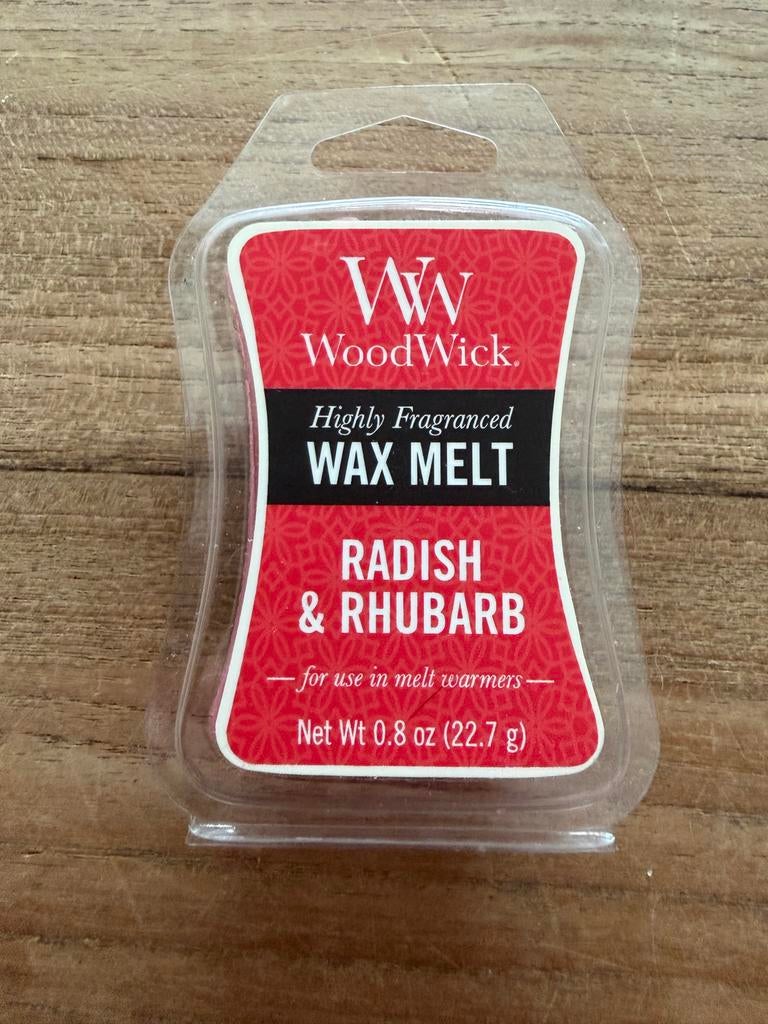 WW
WoodWick®
Highly Fragranced
WAX MELT
RADISH
& RHUBARB
for use in melt warmers
Net Wt 0.8 oz (22.7 g)